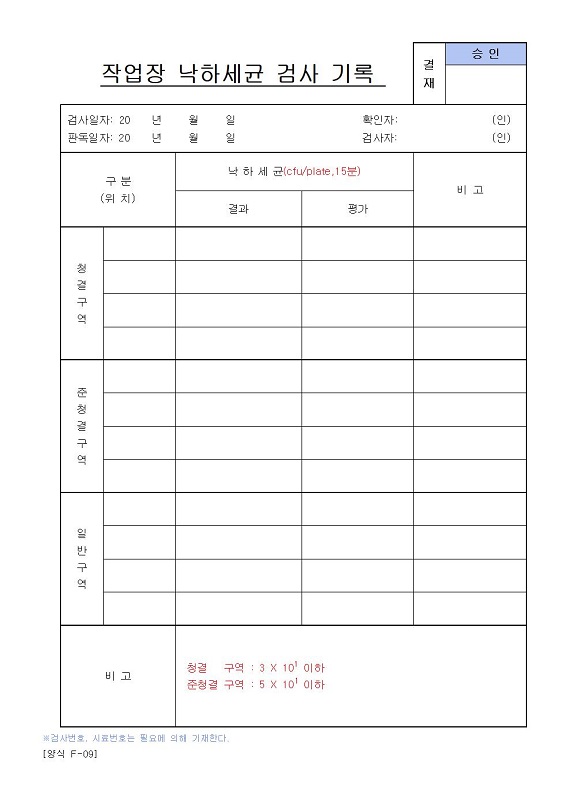 작업장 낙하세균 검사 기록
결재
승 인
검사일자: 20 년 월 일 확인자: (인)
판독일자: 20 년 월 일 검사자: (인)
구 분
(위 치)
낙 하 세 균(cfu/plate,15분)
비 고
결과
평가
청결구역
준청결구역
일반구역
비 고
청결 구역 : 3 X 10¹ 이하
준청결 구역 : 5 X 10¹ 이하
※검사번호, 시료번호는 필요에 의해 기재한다.
[양식 F-09]